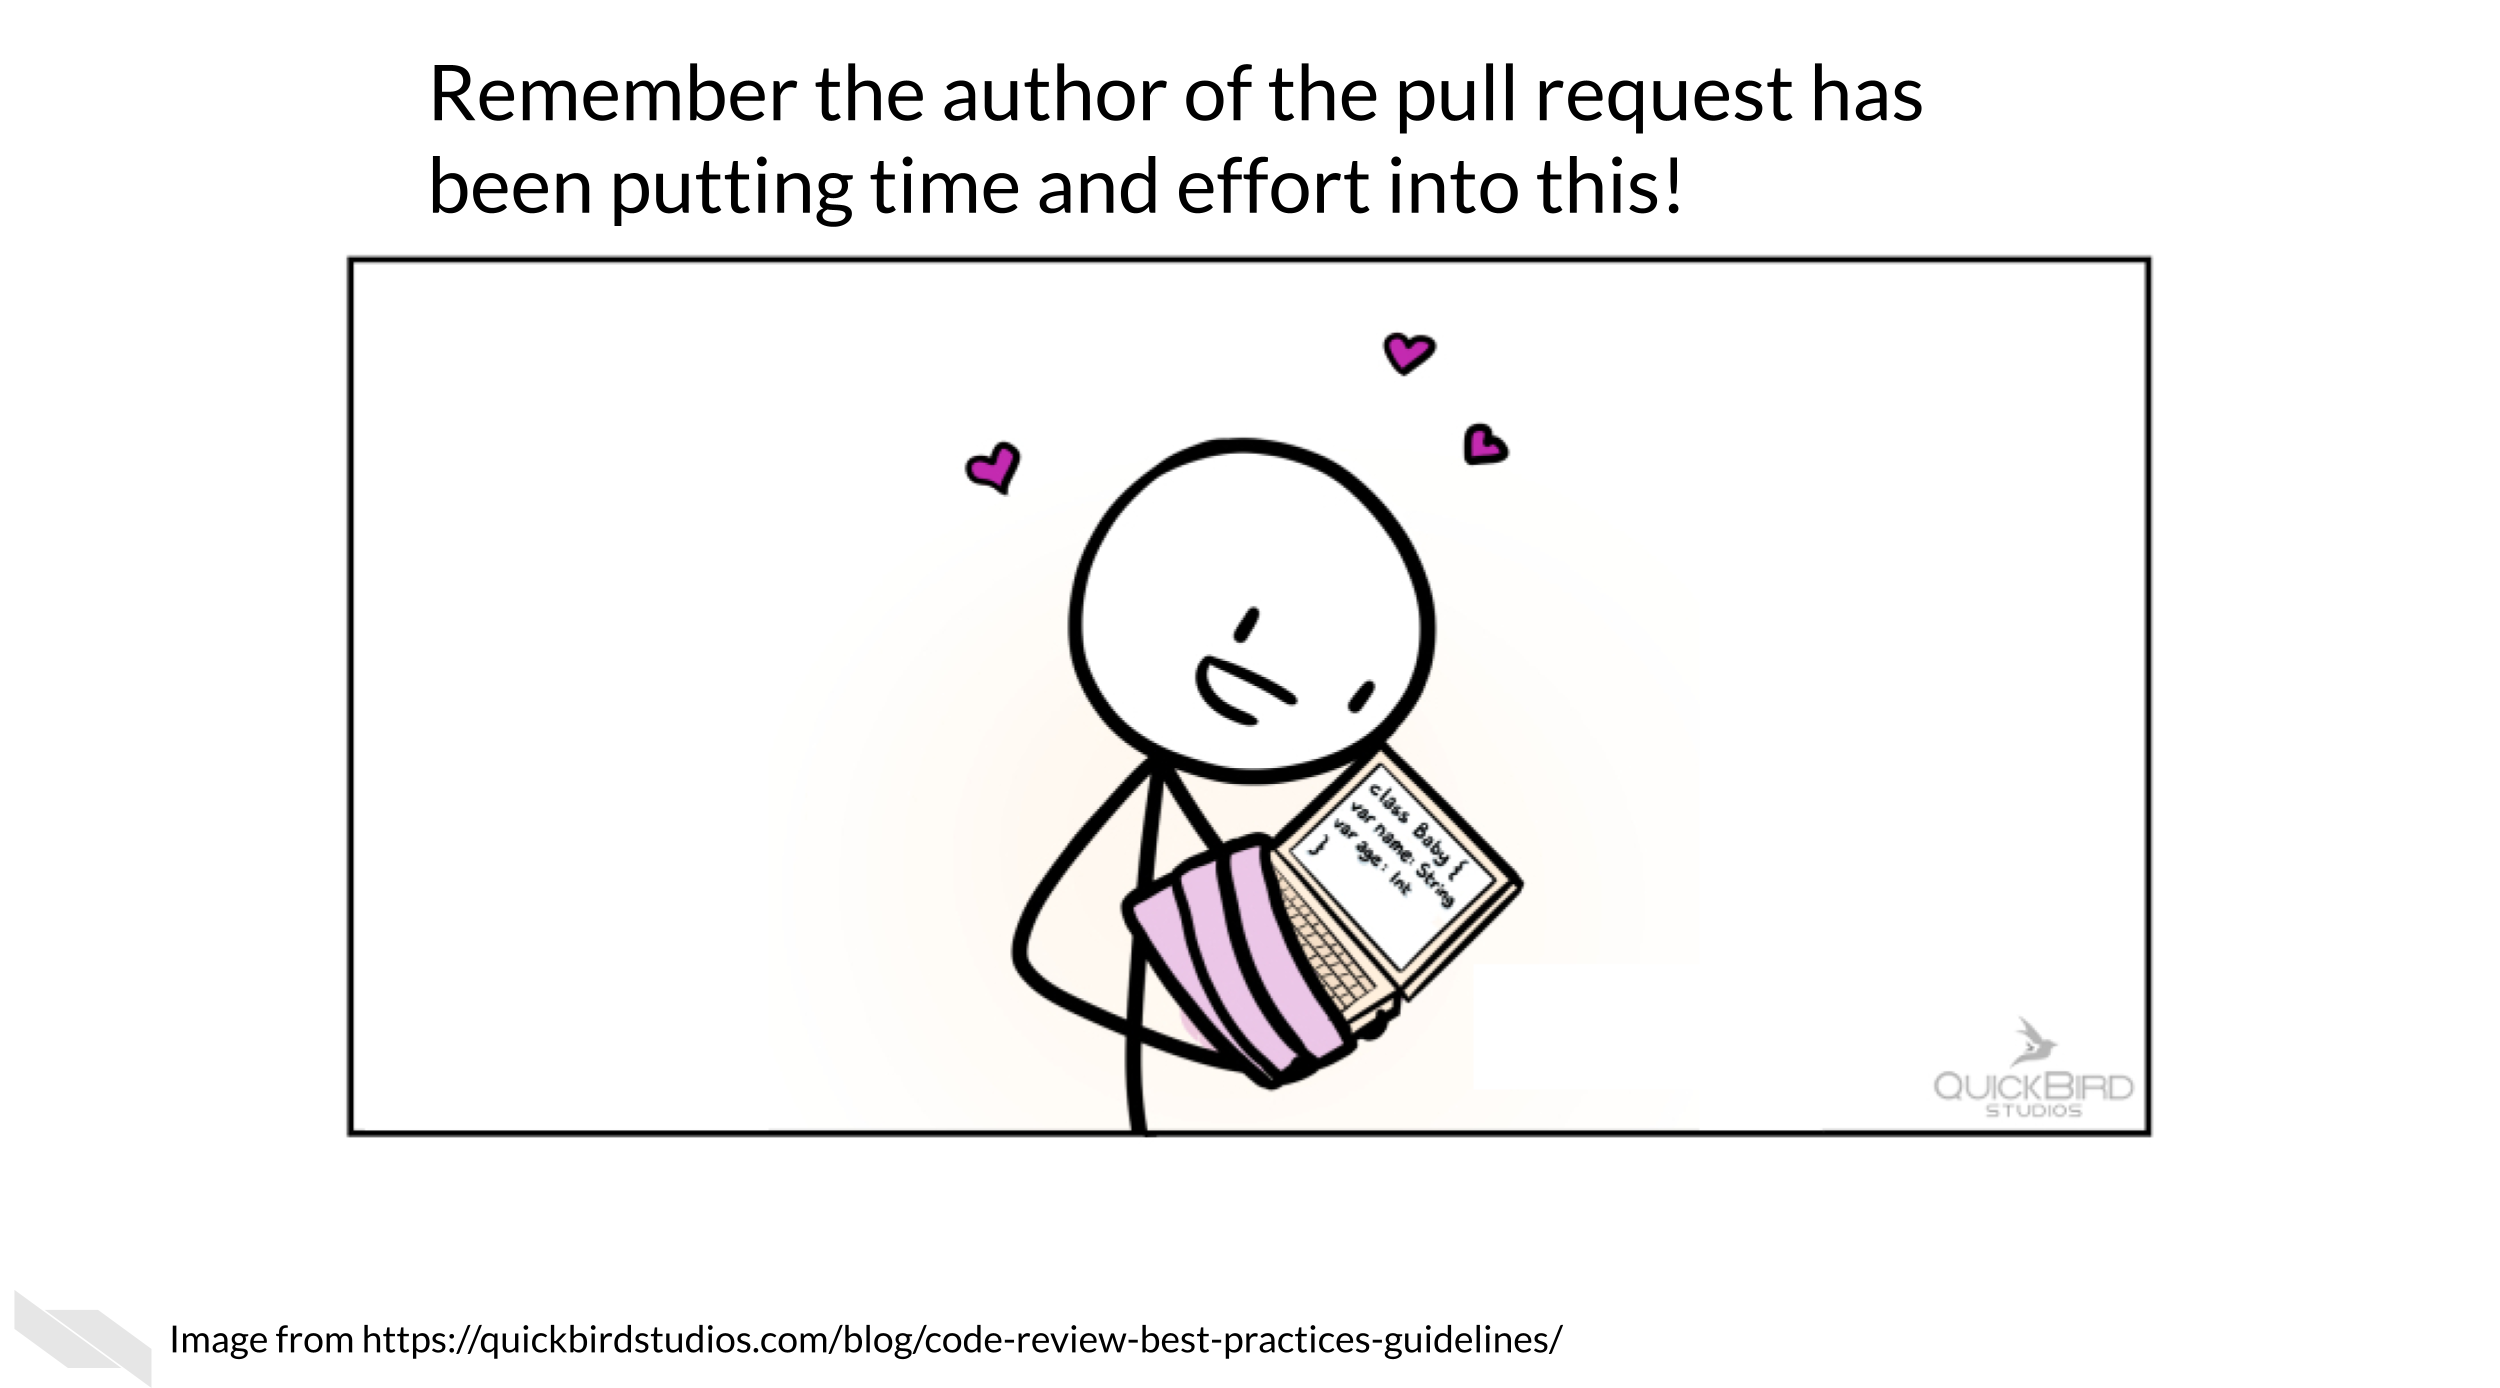 Remember the author of the pull request has
been putting time and effort into this!
class Baby {
var name: String
var age: Int
}
QUICKBIRD
STUDIOS
Image from https://quickbirdstudios.com/blog/code-review-best-practices-guideline/